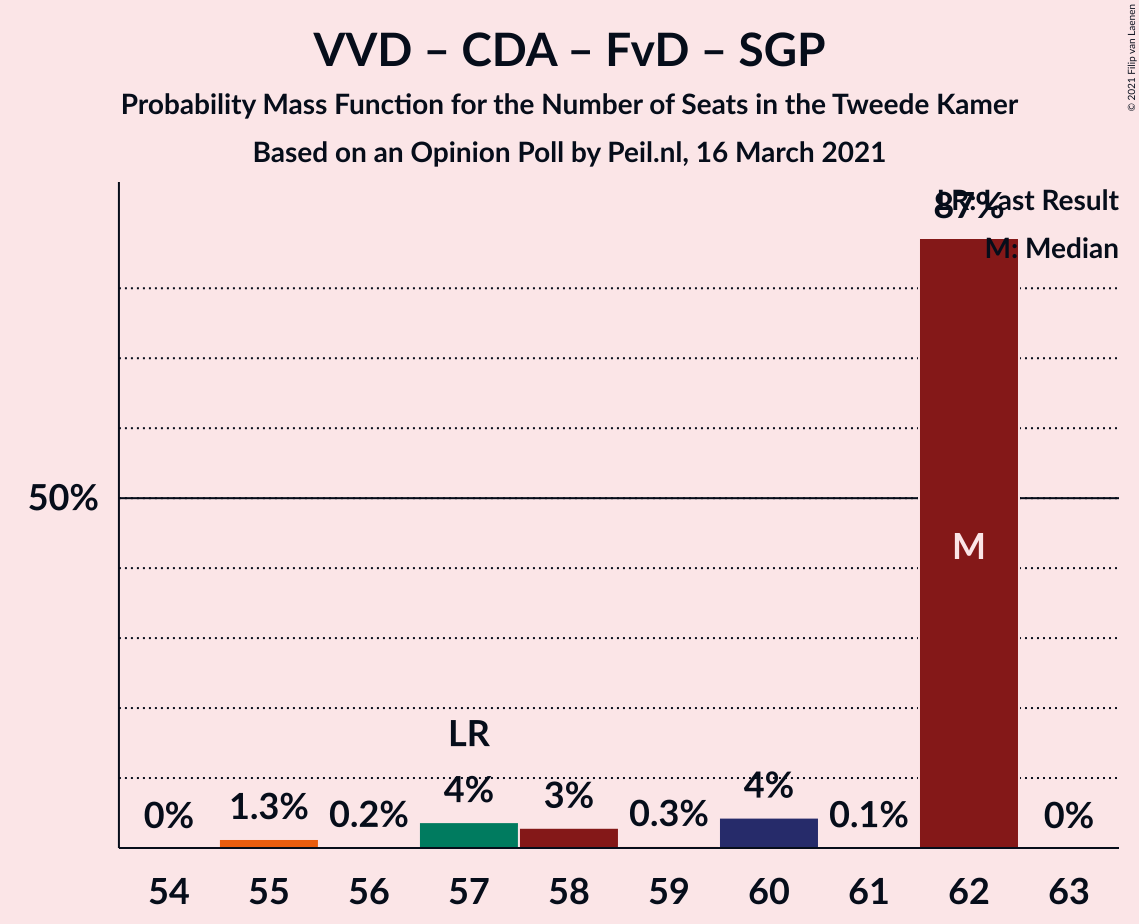 VVD – CDA – FvD – SGP
Probability Mass Function for the Number of Seats in the Tweede Kamer
Based on an Opinion Poll by Peil.nl, 16 March 2021
© 2021 Filip van Laenen
LR: Last Result
M: Median
87%
50%
M
LR
0%
1.3%
0.2%
4%
3%
0.3%
4%
0.1%
0%
54 55 56 57 58 59 60 61 62 63